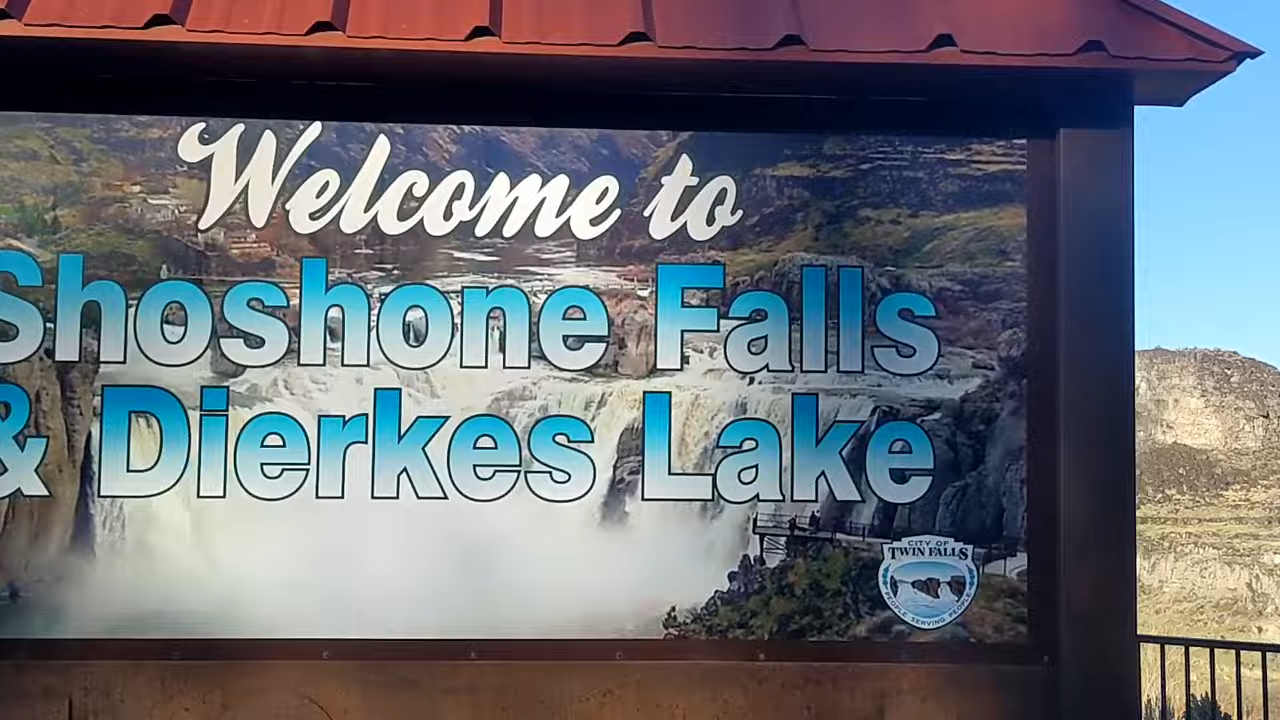 Welcome to
Shoshone Falls
& Dierkes Lake
CITY OF
TWIN FALLS
PEOPLE SERVING PEOPLE